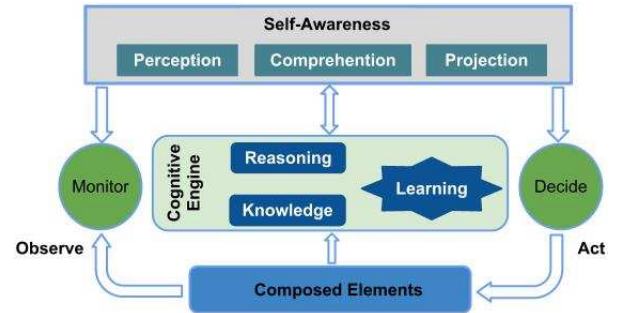 Self-Awareness
Perception
Comprehention
Projection
Monitor
Cognitive
Engine
Reasoning
Knowledge
Learning
Decide
Observe
Act
Composed Elements